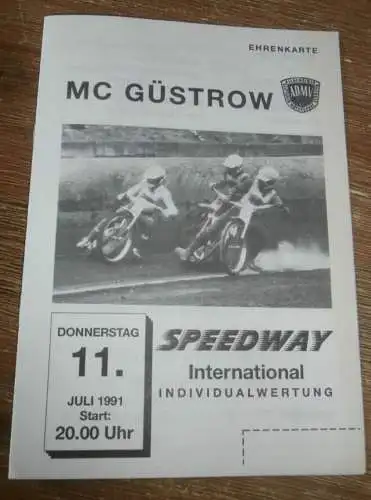 EHRENKARTE
MC GÜSTROW
ADMV
DONNERSTAG
11.
JULI 1991
Start:
20.00 Uhr
SPEEDWAY
International
INDIVIDUALWERTUNG